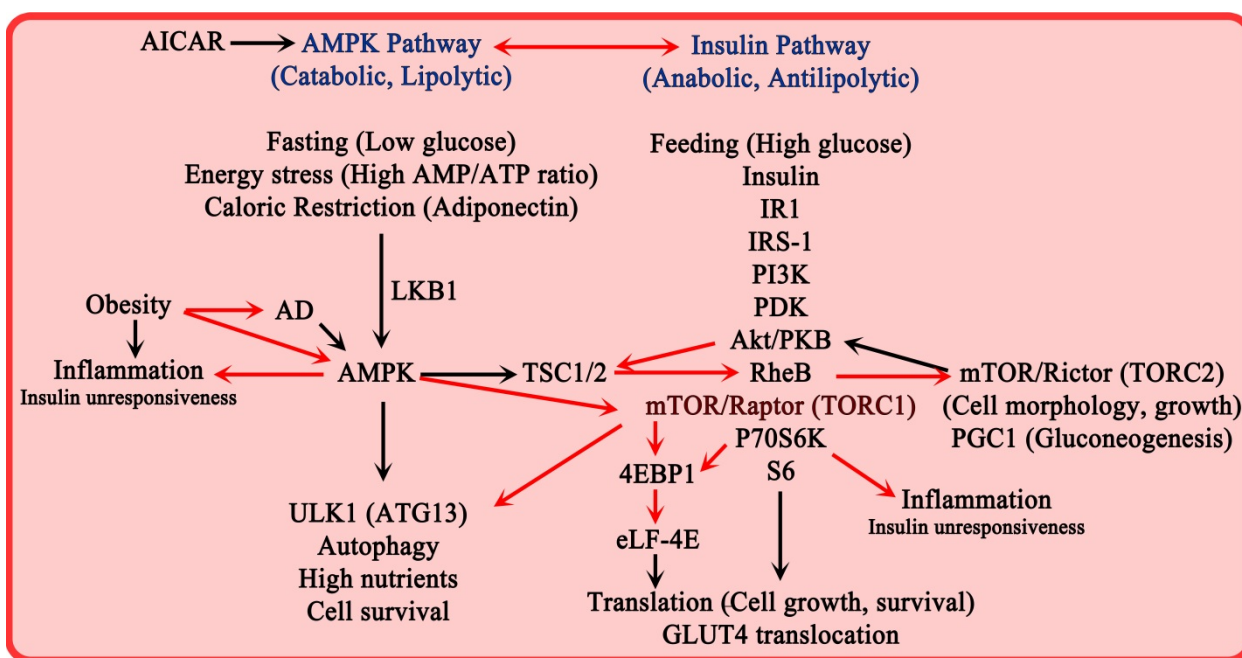 AICAR
AMPK Pathway
(Catabolic, Lipolytic)
Insulin Pathway
(Anabolic, Antilipolytic)
Fasting (Low glucose)
Energy stress (High AMP/ATP ratio)
Caloric Restriction (Adiponectin)
LKB1
Feeding (High glucose)
Insulin
IR1
IRS-1
PI3K
PDK
Akt/PKB
RheB
mTOR/Raptor (TORC1)
P70S6K
S6
Obesity
AD
Inflammation
Insulin unresponsiveness
AMPK
TSC1/2
mTOR/Rictor (TORC2)
(Cell morphology, growth)
PGC1 (Gluconeogenesis)
4EBP1
eLF-4E
Inflammation
Insulin unresponsiveness
ULK1 (ATG13)
Autophagy
High nutrients
Cell survival
Translation (Cell growth, survival)
GLUT4 translocation